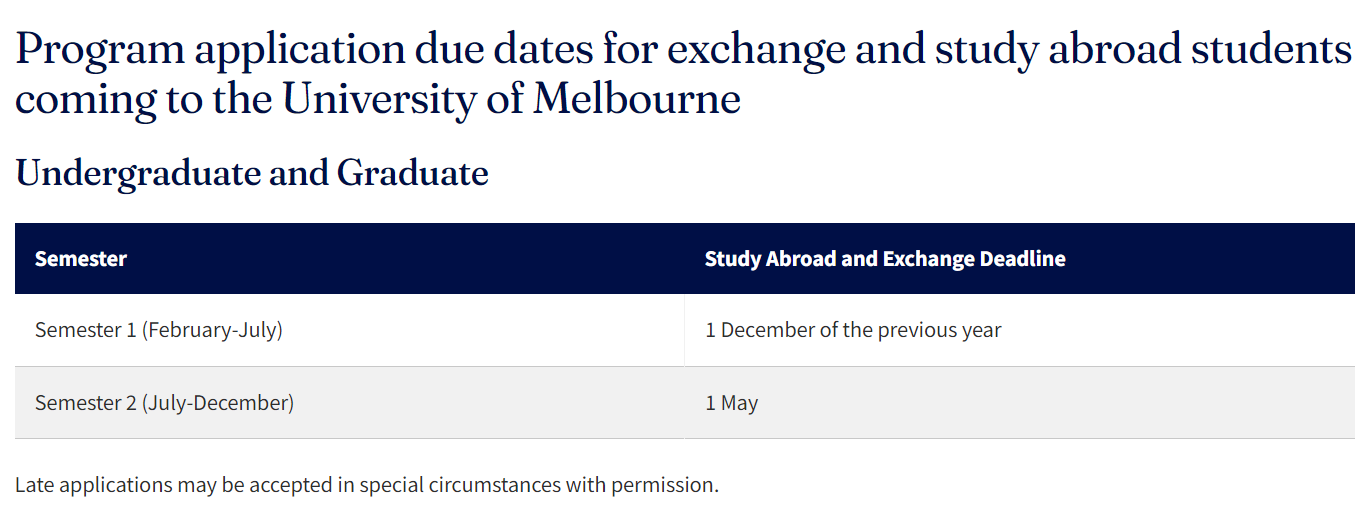 Program application due dates for exchange and study abroad students
coming to the University of Melbourne
Undergraduate and Graduate
Semester Study Abroad and Exchange Deadline
Semester 1 (February-July) 1 December of the previous year
Semester 2 (July-December) 1 May
Late applications may be accepted in special circumstances with permission.